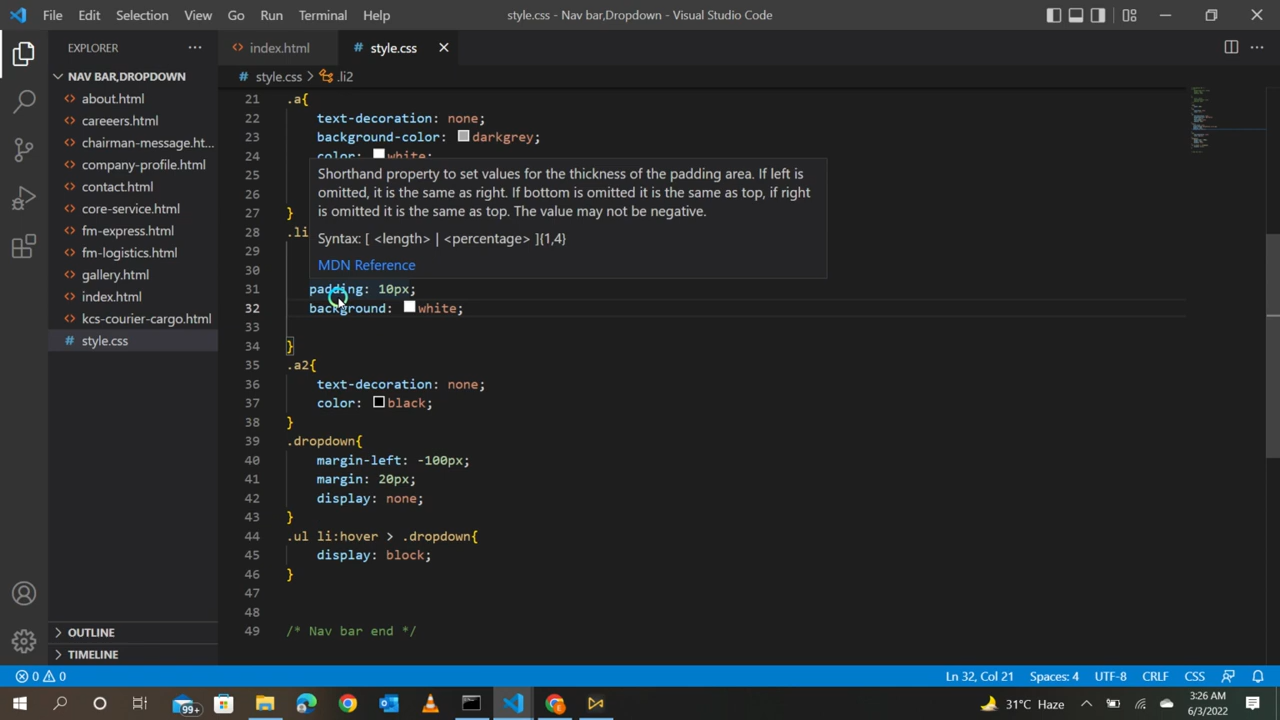 File Edit Selection View Go Run Terminal Help style.css - Nav bar,Dropdown - Visual Studio Code
EXPLORER
NAV BAR,DROPDOWN
about.html
careeers.html
chairman-message.ht...
company-profile.html
contact.html
core-service.html
fm-express.html
fm-logistics.html
gallery.html
index.html
kcs-courier-cargo.html
# style.css
OUTLINE
TIMELINE
index.html # style.css
# style.css > .li2
21 .a{
22 text-decoration: none;
23 background-color: darkgrey;
24 color: white;
25
26
27 }
28 .li
29
30
Shorthand property to set values for the thickness of the padding area. If left is
omitted, it is the same as right. If bottom is omitted it is the same as top, if right
is omitted it is the same as top. The value may not be negative.
Syntax: [ <length> | <percentage> ]{1,4}
MDN Reference
31 padding: 10px;
32 background: white;
33
34 }
35 .a2{
36 text-decoration: none;
37 color: black;
38 }
39 .dropdown{
40 margin-left: -100px;
41 margin: 20px;
42 display: none;
43 }
44 .ul li:hover > .dropdown{
45 display: block;
46 }
47
48
49 /* Nav bar end */
0 0 Ln 32, Col 21 Spaces: 4 UTF-8 CRLF CSS
99+ 31°C Haze 3:26 AM
6/3/2022